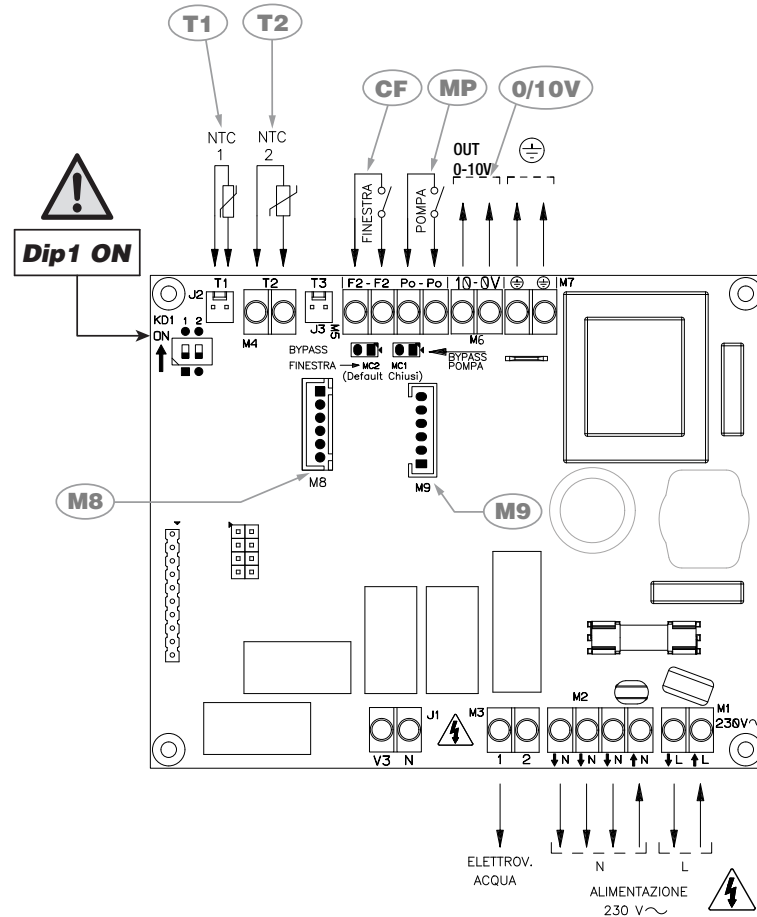 T1 T2
CF MP 0/10V
NTC
1
NTC
2
OUT
0-10V
FINESTRA
POMPA
Dip1 ON
J2 T1 T2 T3 F2-F2 Po-Po 10-0V M7
J3 M5
KD1 1 2
ON
M4
M6
BYPASS
FINESTRA MC2 MC1
BYPASS
POMPA
(Default Chiusi)
M8
M9
M8
M9
J1 M3 M2 M1
230V~
V3 N 1 2 N N N N L L
ELETTROV.
ACQUA
N L
ALIMENTAZIONE
230 V~